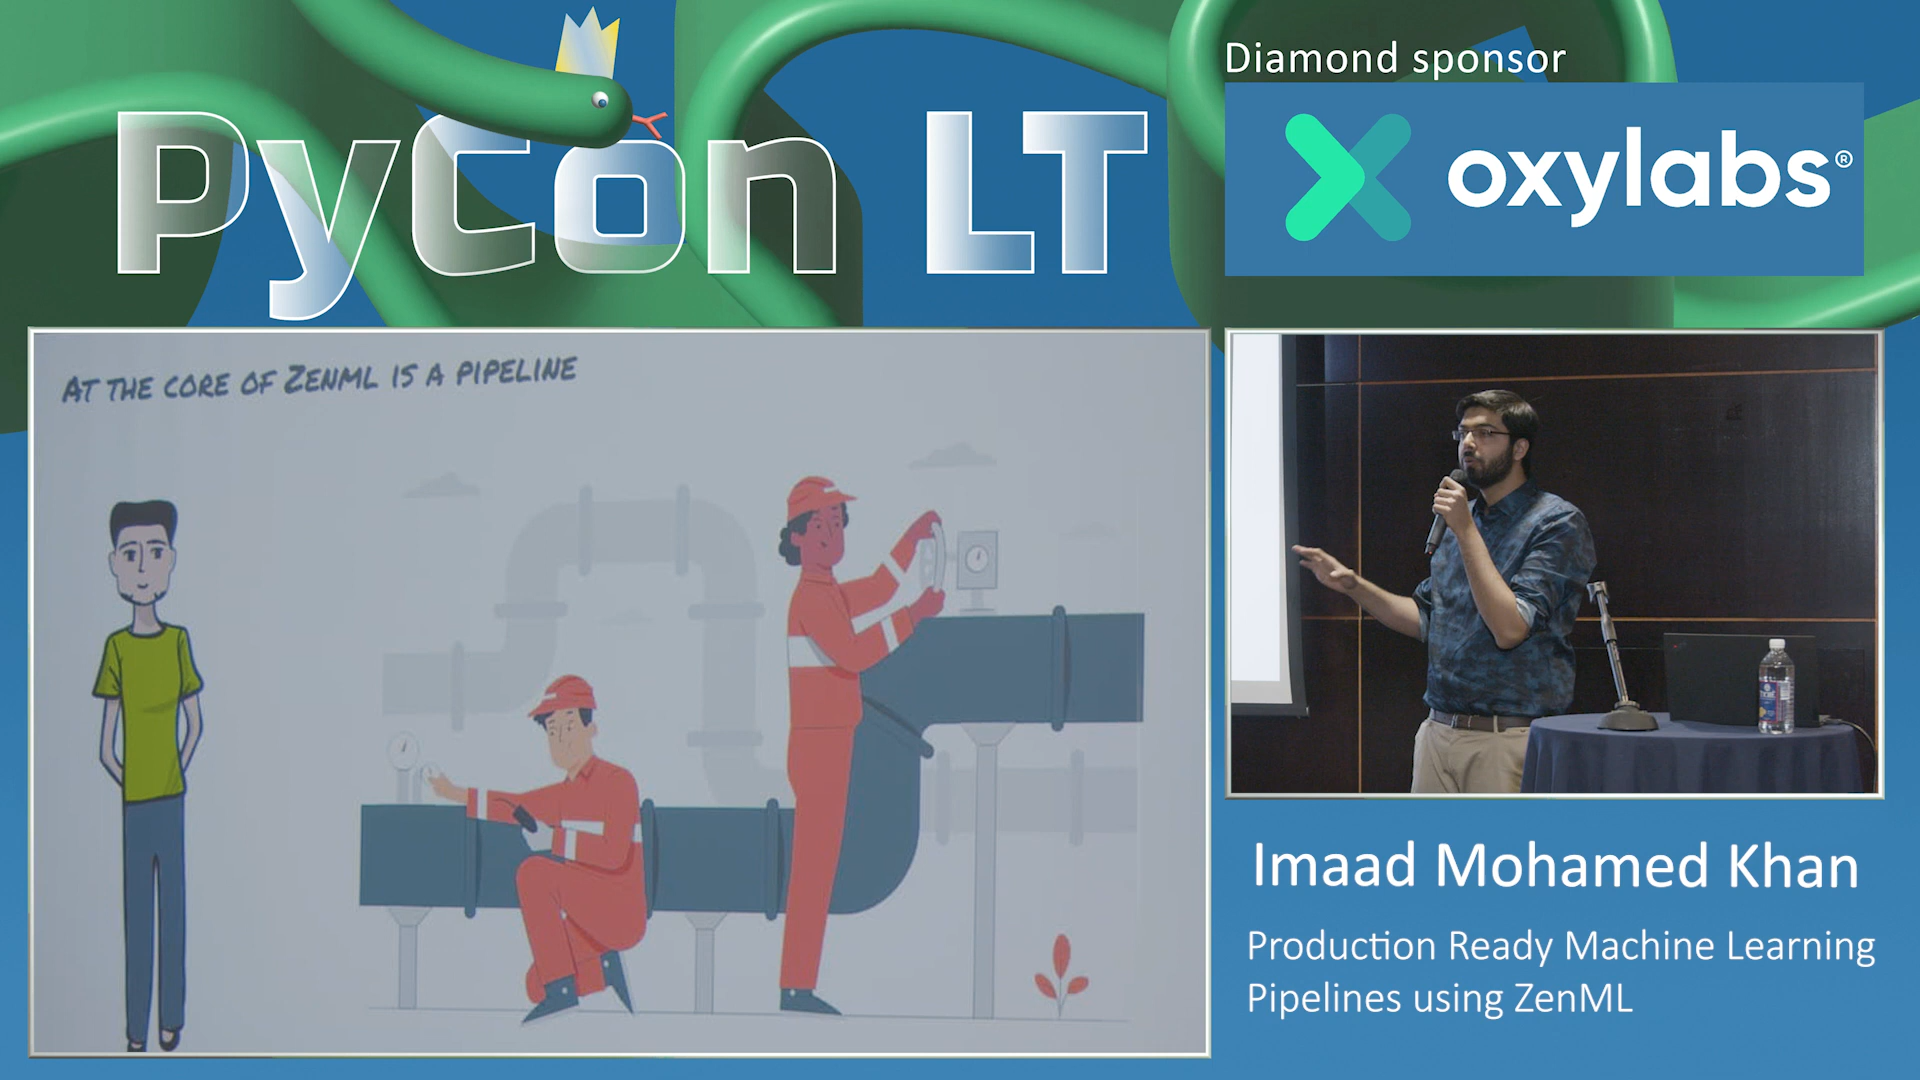 PyCon LT
Diamond sponsor
oxylabs®
At the core of ZenML is a pipeline
Imaad Mohamed Khan
Production Ready Machine Learning
Pipelines using ZenML